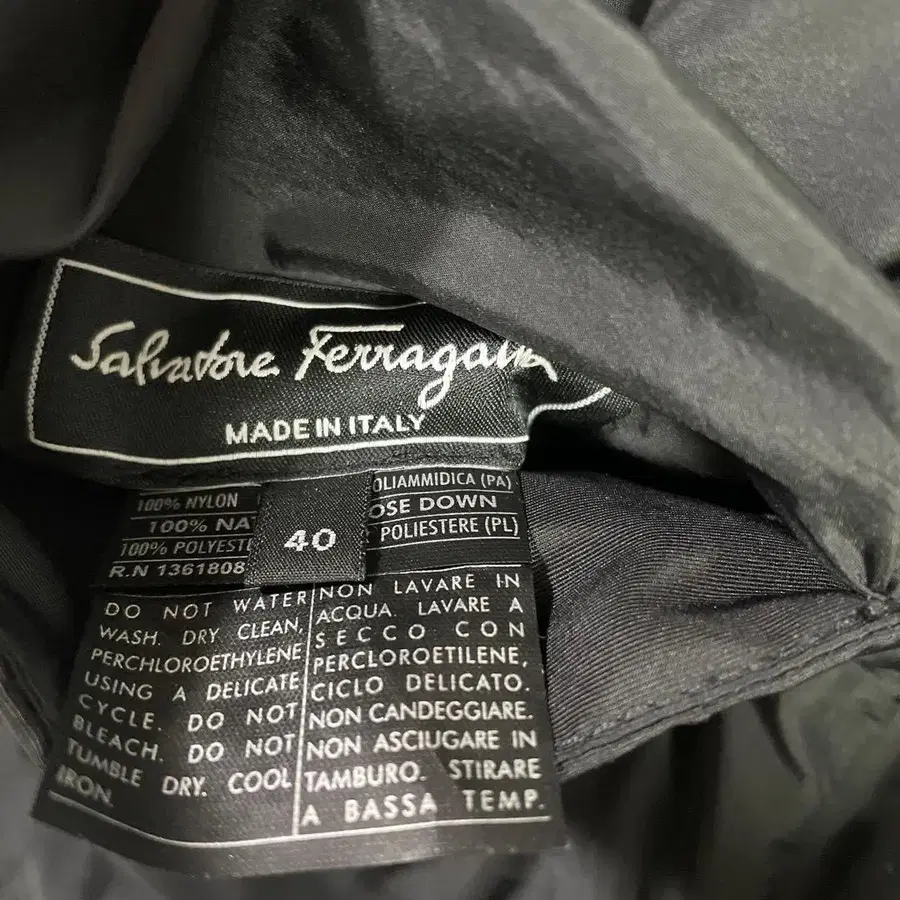 Salvatore Ferragam
MADE IN ITALY
100% NYLON
OLIAMMIDICA (PA)
100% NA
OSE DOWN
100% POLYESTE
POLIESTERE (PL)
R.N 1361808
40
DO NOT WATER
WASH. DRY CLEAN,
PERCHLOROETHYLENE
USING A DELICATE
CYCLE. DO NOT
BLEACH. DO NOT
TUMBLE DRY. COOL
IRON.
NON LAVARE IN
ACQUA. LAVARE A
SECCO CON
PERCLOROETILENE,
CICLO DELICATO.
NON CANDEGGIARE.
NON ASCIUGARE IN
TAMBURO. STIRARE
A BASSA TEMP.